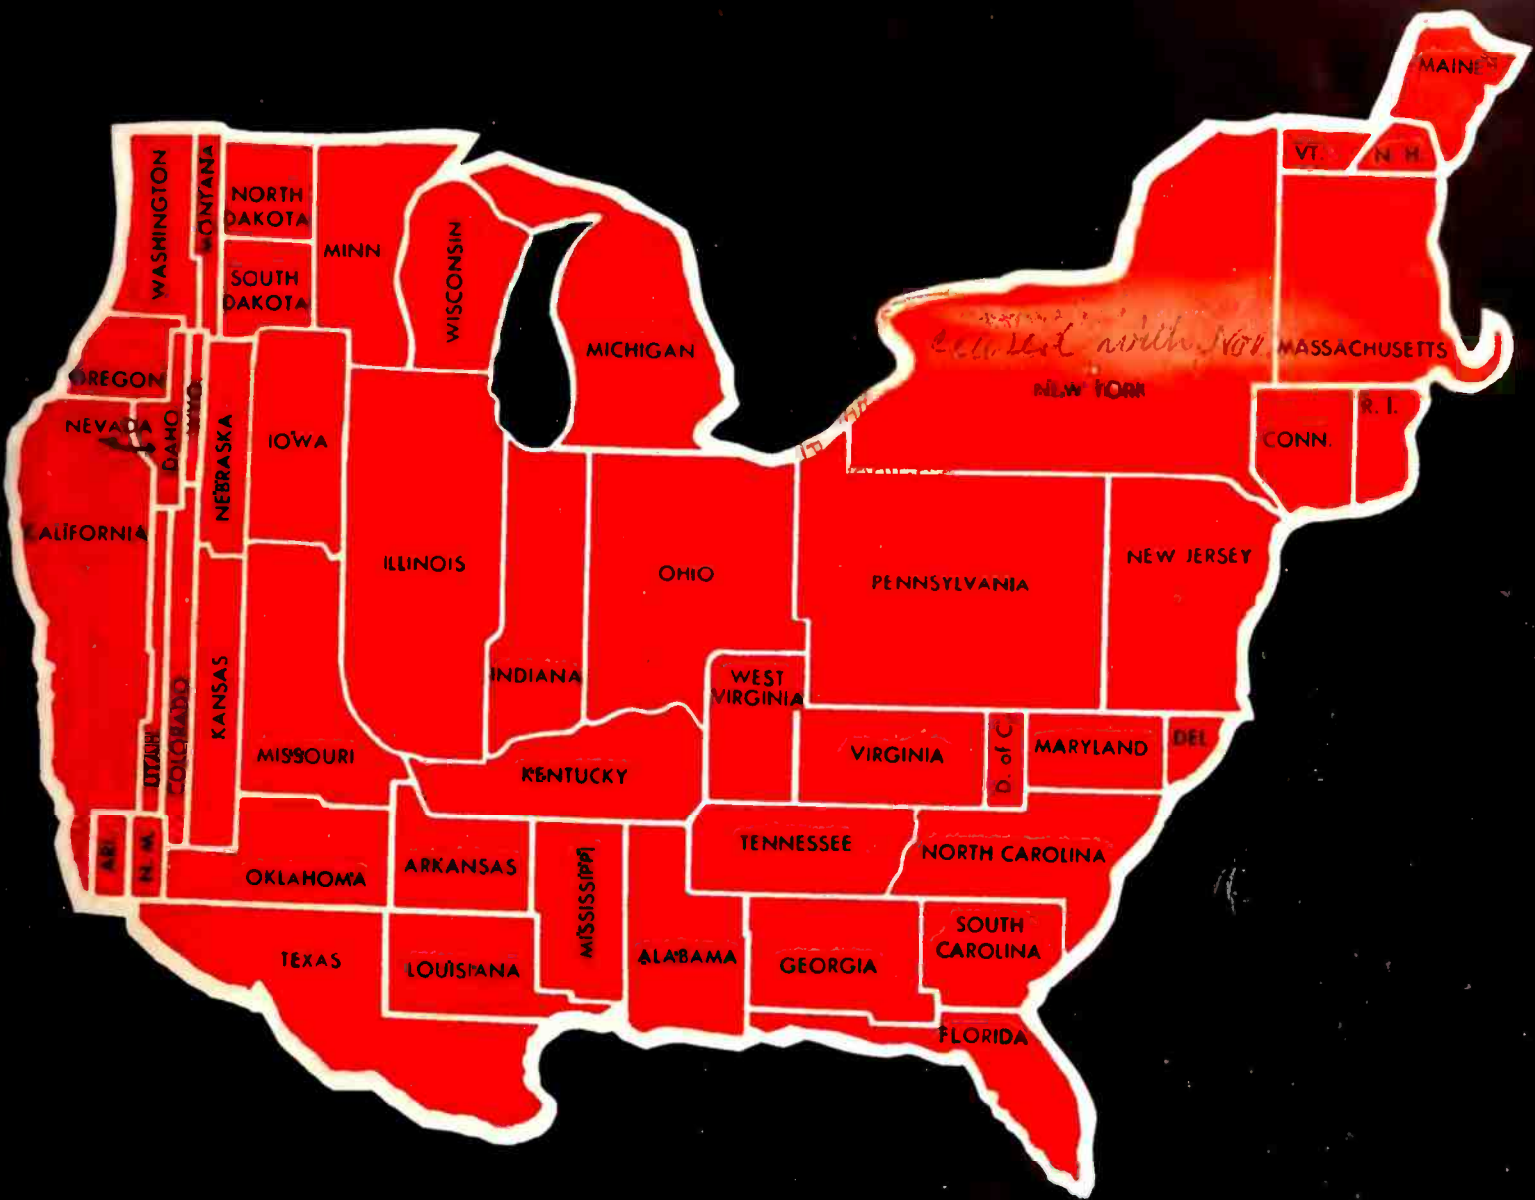 MAINE
VT.
N. H.
WASHINGTON
MONTANA
NORTH
DAKOTA
MINN
WISCONSIN
SOUTH
DAKOTA
MICHIGAN
with Nov
MASSACHUSETTS
NEW YORK
OREGON
WYO.
NEVADA
IDAHO
NEBRASKA
IOWA
R. I.
CONN.
CALIFORNIA
ILLINOIS
OHIO
PENNSYLVANIA
NEW JERSEY
INDIANA
WEST
VIRGINIA
KANSAS
COLORADO
UTAH
MISSOURI
KENTUCKY
VIRGINIA
D. of C.
MARYLAND
DEL
ARI.
N. M.
OKLAHOMA
ARKANSAS
MISSISSIPPI
TENNESSEE
NORTH CAROLINA
TEXAS
LOUISIANA
ALABAMA
GEORGIA
SOUTH
CAROLINA
FLORIDA